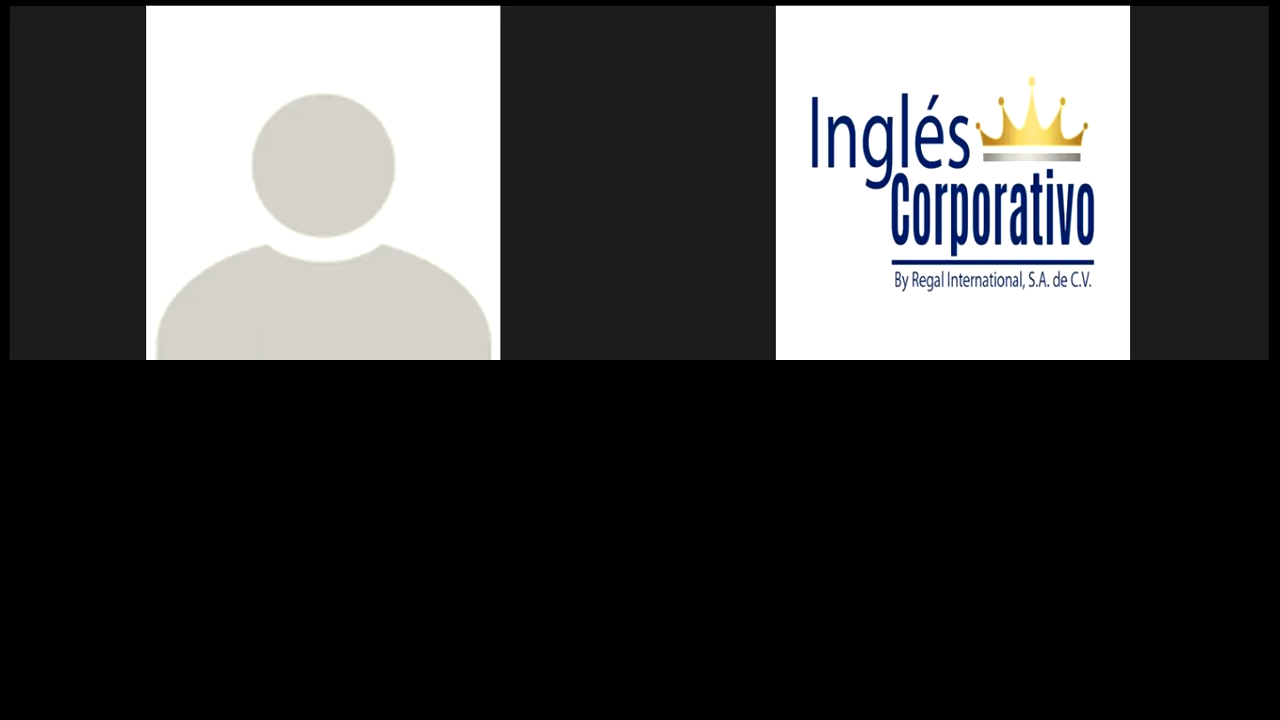 Inglés
Corporativo
By Regal International, S.A. de C.V.